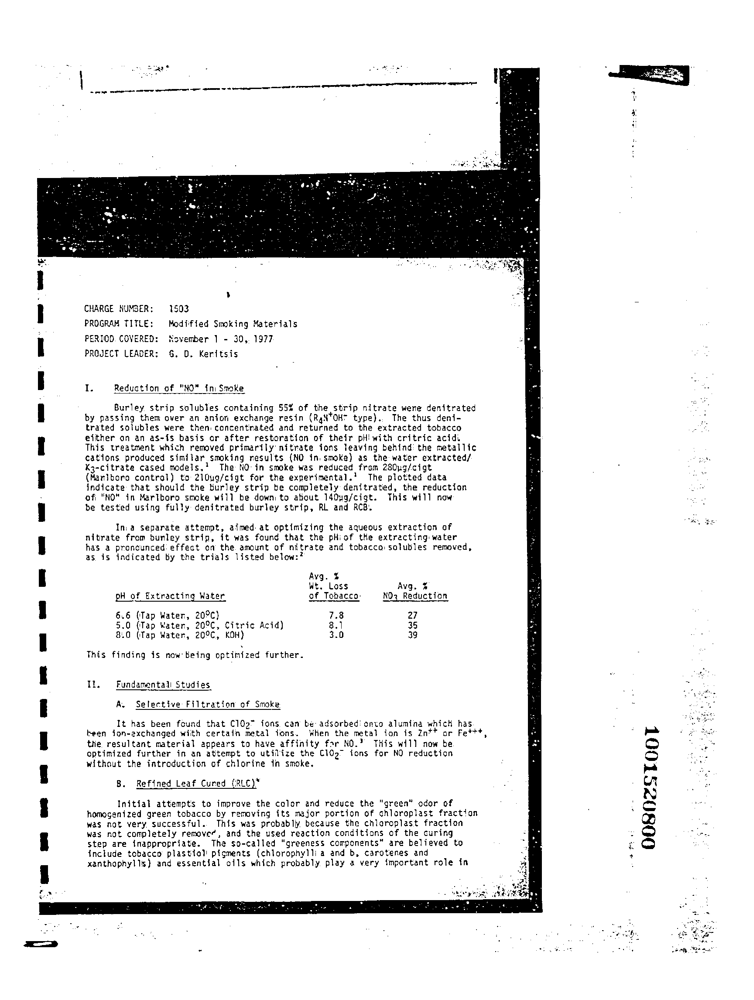 CHARGE NUMBER: 1503
PROGRAM TITLE: Modified Smoking Materials
PERIOD COVERED: November 1 - 30, 1977
PROJECT LEADER: G. D. Keritsis
I. Reduction of "NO" in Smoke
Burley strip solubles containing 55% of the strip nitrate were denitrated
by passing them over an anion exchange resin (R₄N⁺OH⁻ type). The thus deni-
trated solubles were then concentrated and returned to the extracted tobacco
either on an as-is basis or after restoration of their pH with critric acid.
This treatment which removed primarily nitrate ions leaving behind the metallic
cations produced similar smoking results (NO in smoke) as the water extracted/
K₃-citrate cased models.¹ The NO in smoke was reduced from 280µg/cigt
(Marlboro control) to 210µg/cigt for the experimental.¹ The plotted data
indicate that should the burley strip be completely denitrated, the reduction
of "NO" in Marlboro smoke will be down to about 140µg/cigt. This will now
be tested using fully denitrated burley strip, RL and RCB.
In a separate attempt, aimed at optimizing the aqueous extraction of
nitrate from burley strip, it was found that the pH of the extracting water
has a pronounced effect on the amount of nitrate and tobacco solubles removed,
as is indicated by the trials listed below:²
Avg. %
Wt. Loss Avg. %
pH of Extracting Water of Tobacco NO₃ Reduction
6.6 (Tap Water, 20°C) 7.8 27
5.0 (Tap Water, 20°C, Citric Acid) 8.1 35
8.0 (Tap Water, 20°C, KOH) 3.0 39
This finding is now being optimized further.
II. Fundamental Studies
A. Selective Filtration of Smoke
It has been found that ClO₂⁻ ions can be adsorbed onto alumina which has
been ion-exchanged with certain metal ions. When the metal ion is Zn⁺⁺ or Fe⁺⁺⁺,
the resultant material appears to have affinity for NO.³ This will now be
optimized further in an attempt to utilize the ClO₂⁻ ions for NO reduction
without the introduction of chlorine in smoke.
B. Refined Leaf Cured (RLC)⁴
Initial attempts to improve the color and reduce the "green" odor of
homogenized green tobacco by removing its major portion of chloroplast fraction
was not very successful. This was probably because the chloroplast fraction
was not completely removed, and the used reaction conditions of the curing
step are inappropriate. The so-called "greeness components" are believed to
include tobacco plastiol pigments (chlorophyll a and b, carotenes and
xanthophylls) and essential oils which probably play a very important role in
1001520800